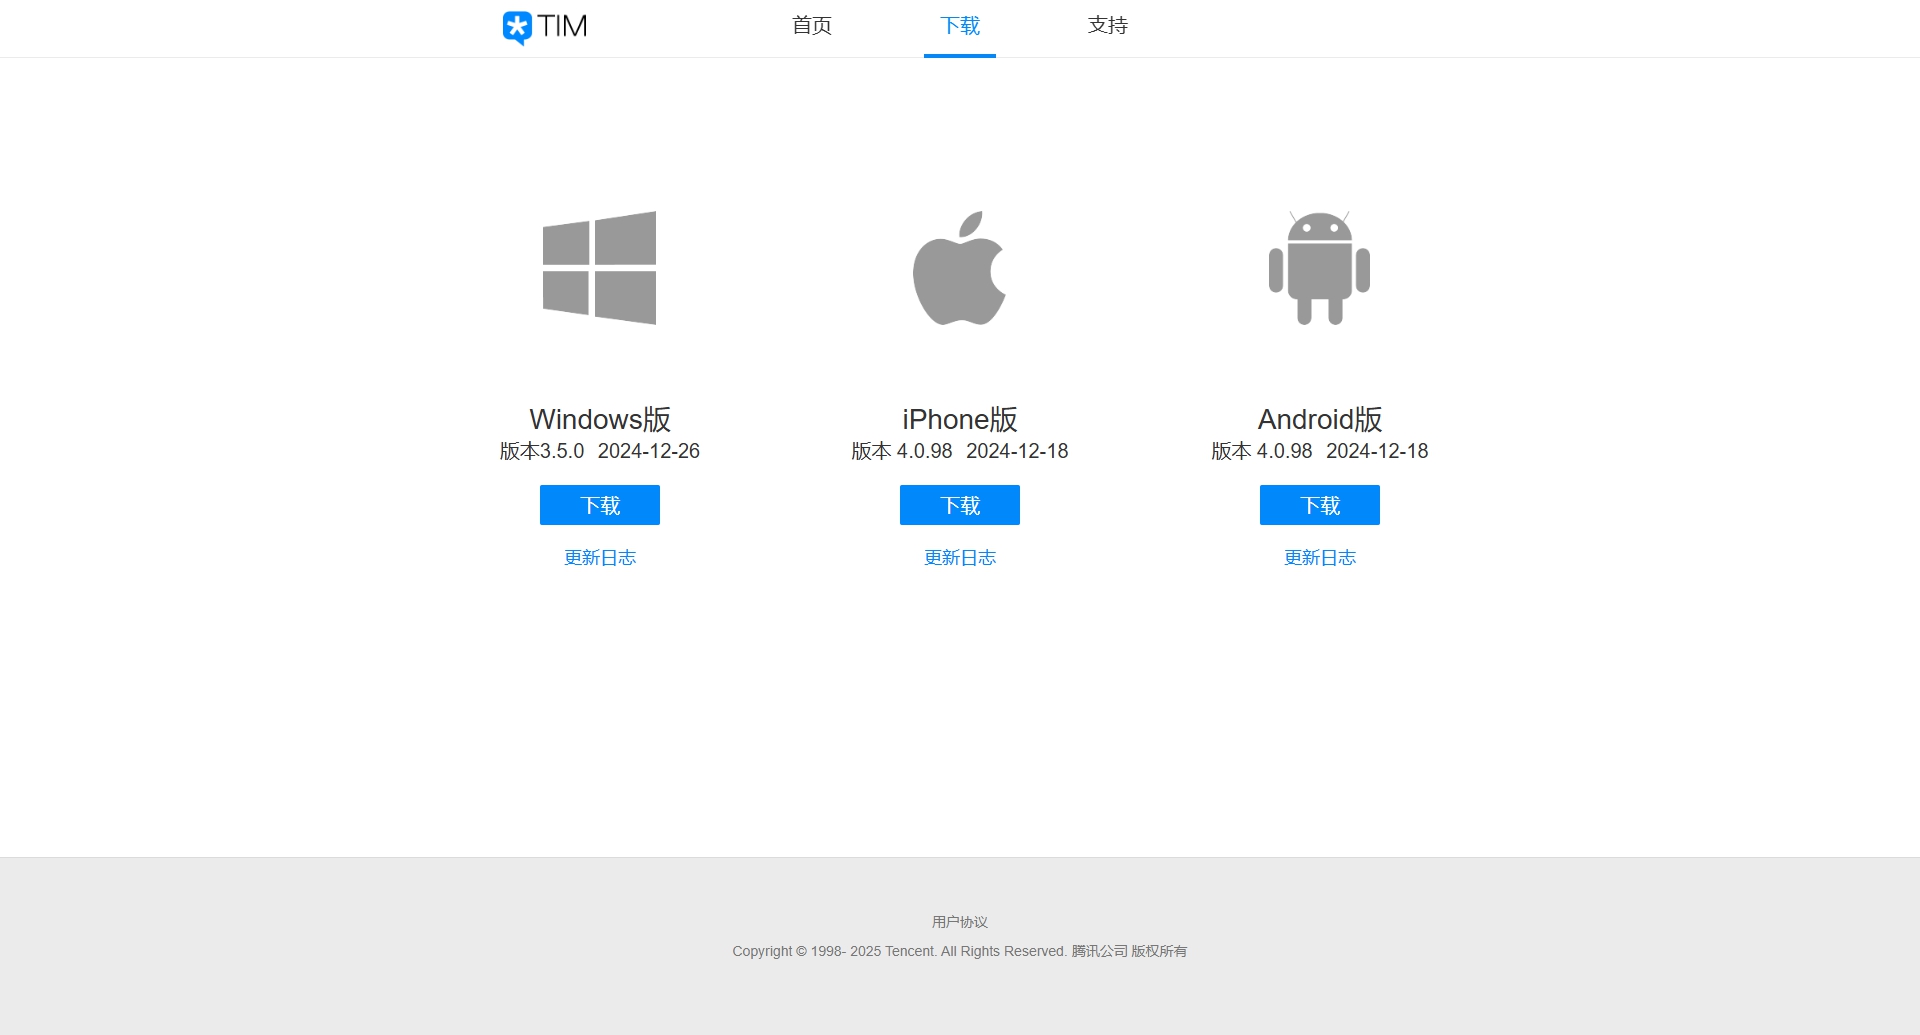 TIM 首页 下载 支持
Windows版
版本3.5.0 2024-12-26
下载
更新日志
iPhone版
版本 4.0.98 2024-12-18
下载
更新日志
Android版
版本 4.0.98 2024-12-18
下载
更新日志
用户协议
Copyright © 1998- 2025 Tencent. All Rights Reserved. 腾讯公司 版权所有